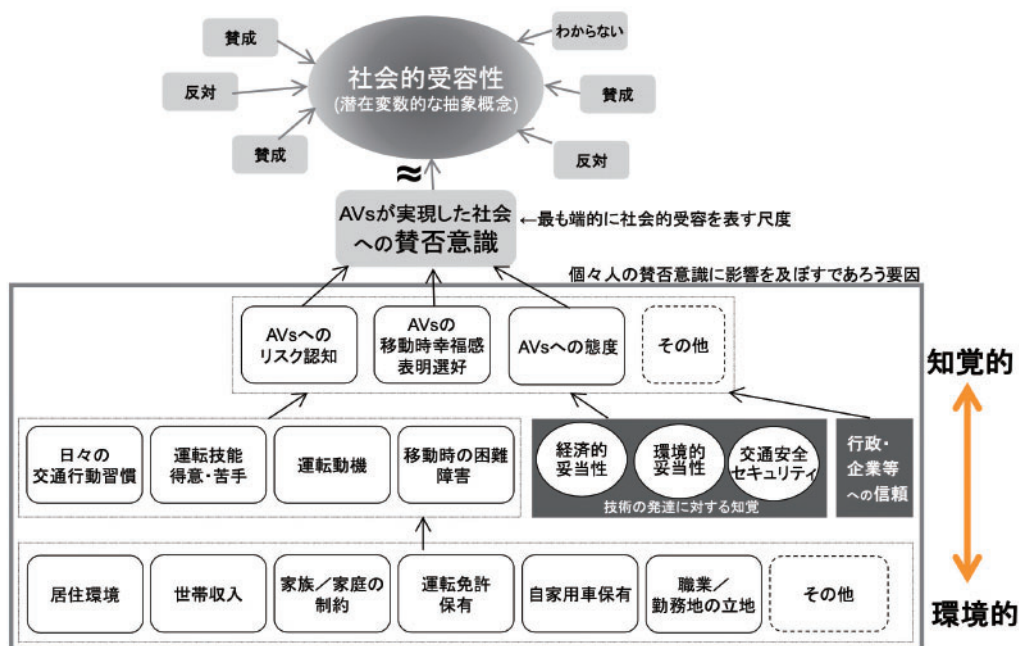 賛成
わからない
社会的受容性
(潜在変数的な抽象概念)
反対
賛成
賛成
反対
≈
AVsが実現した社会
への賛否意識
←最も端的に社会的受容を表す尺度
個々人の賛否意識に影響を及ぼすであろう要因
AVsへの
リスク認知
AVsの
移動時幸福感
表明選好
AVsへの態度
その他
知覚的
日々の
交通行動習慣
運転技能
得意・苦手
運転動機
移動時の困難
障害
経済的
妥当性
環境的
妥当性
交通安全
セキュリティ
技術の発達に対する知覚
行政・
企業等
への信頼
居住環境
世帯収入
家族／家庭の
制約
運転免許
保有
自家用車保有
職業／
勤務地の立地
その他
環境的